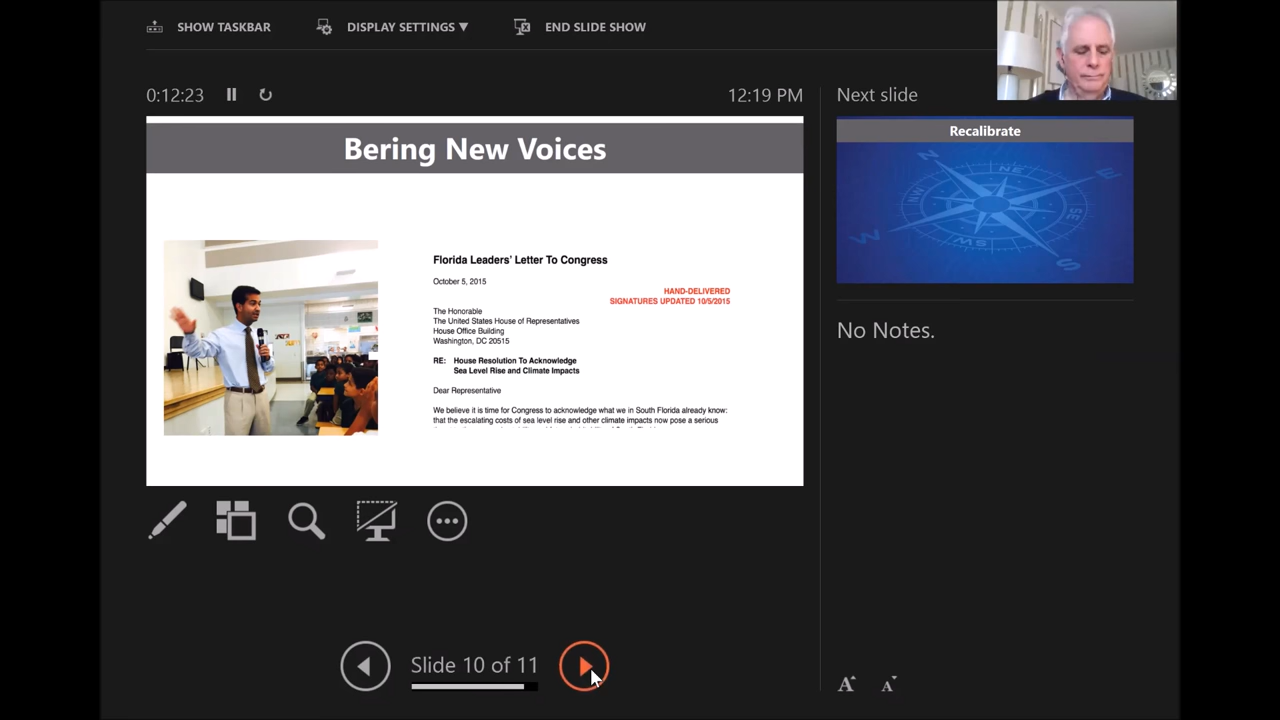 SHOW TASKBAR
DISPLAY SETTINGS ▼
END SLIDE SHOW
0:12:23
12:19 PM
Next slide
Bering New Voices
Florida Leaders' Letter To Congress
October 5, 2015
HAND-DELIVERED
SIGNATURES UPDATED 10/5/2015
The Honorable
The United States House of Representatives
House Office Building
Washington, DC 20515
RE: House Resolution To Acknowledge
Sea Level Rise and Climate Impacts
Dear Representative
We believe it is time for Congress to acknowledge what we in South Florida already know:
that the escalating costs of sea level rise and other climate impacts now pose a serious
Recalibrate
N
NE
E
SE
S
SW
W
NW
No Notes.
Slide 10 of 11
A
A